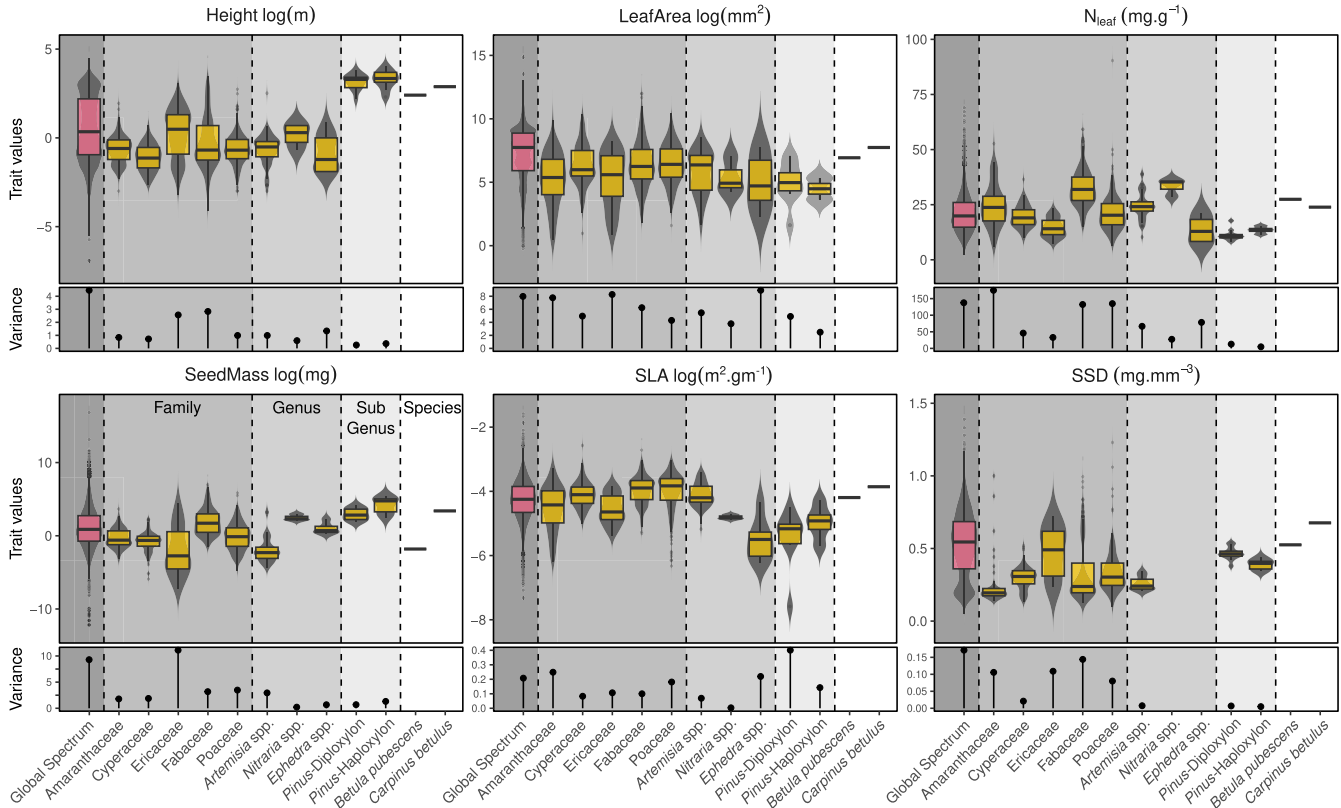 Height log(m)
LeafArea log(mm²)
N_leaf (mg.g⁻¹)
Trait values
5
0
−5
15
10
5
0
100
75
50
25
0
Variance
4
3
2
1
0
8
6
4
2
0
150
100
50
0
SeedMass log(mg)
SLA log(m².gm⁻¹)
SSD (mg.mm⁻³)
Family
Genus
Sub
Genus
Species
Trait values
10
0
−10
−2
−4
−6
−8
1.5
1.0
0.5
0.0
Variance
10
5
0
0.4
0.3
0.2
0.1
0.0
0.15
0.10
0.05
0.00
Global Spectrum
Amaranthaceae
Cyperaceae
Ericaceae
Fabaceae
Poaceae
Artemisia spp.
Nitraria spp.
Ephedra spp.
Pinus-Diploxylon
Pinus-Haploxylon
Betula pubescens
Carpinus betulus
Global Spectrum
Amaranthaceae
Cyperaceae
Ericaceae
Fabaceae
Poaceae
Artemisia spp.
Nitraria spp.
Ephedra spp.
Pinus-Diploxylon
Pinus-Haploxylon
Betula pubescens
Carpinus betulus
Global Spectrum
Amaranthaceae
Cyperaceae
Ericaceae
Fabaceae
Poaceae
Artemisia spp.
Nitraria spp.
Ephedra spp.
Pinus-Diploxylon
Pinus-Haploxylon
Betula pubescens
Carpinus betulus